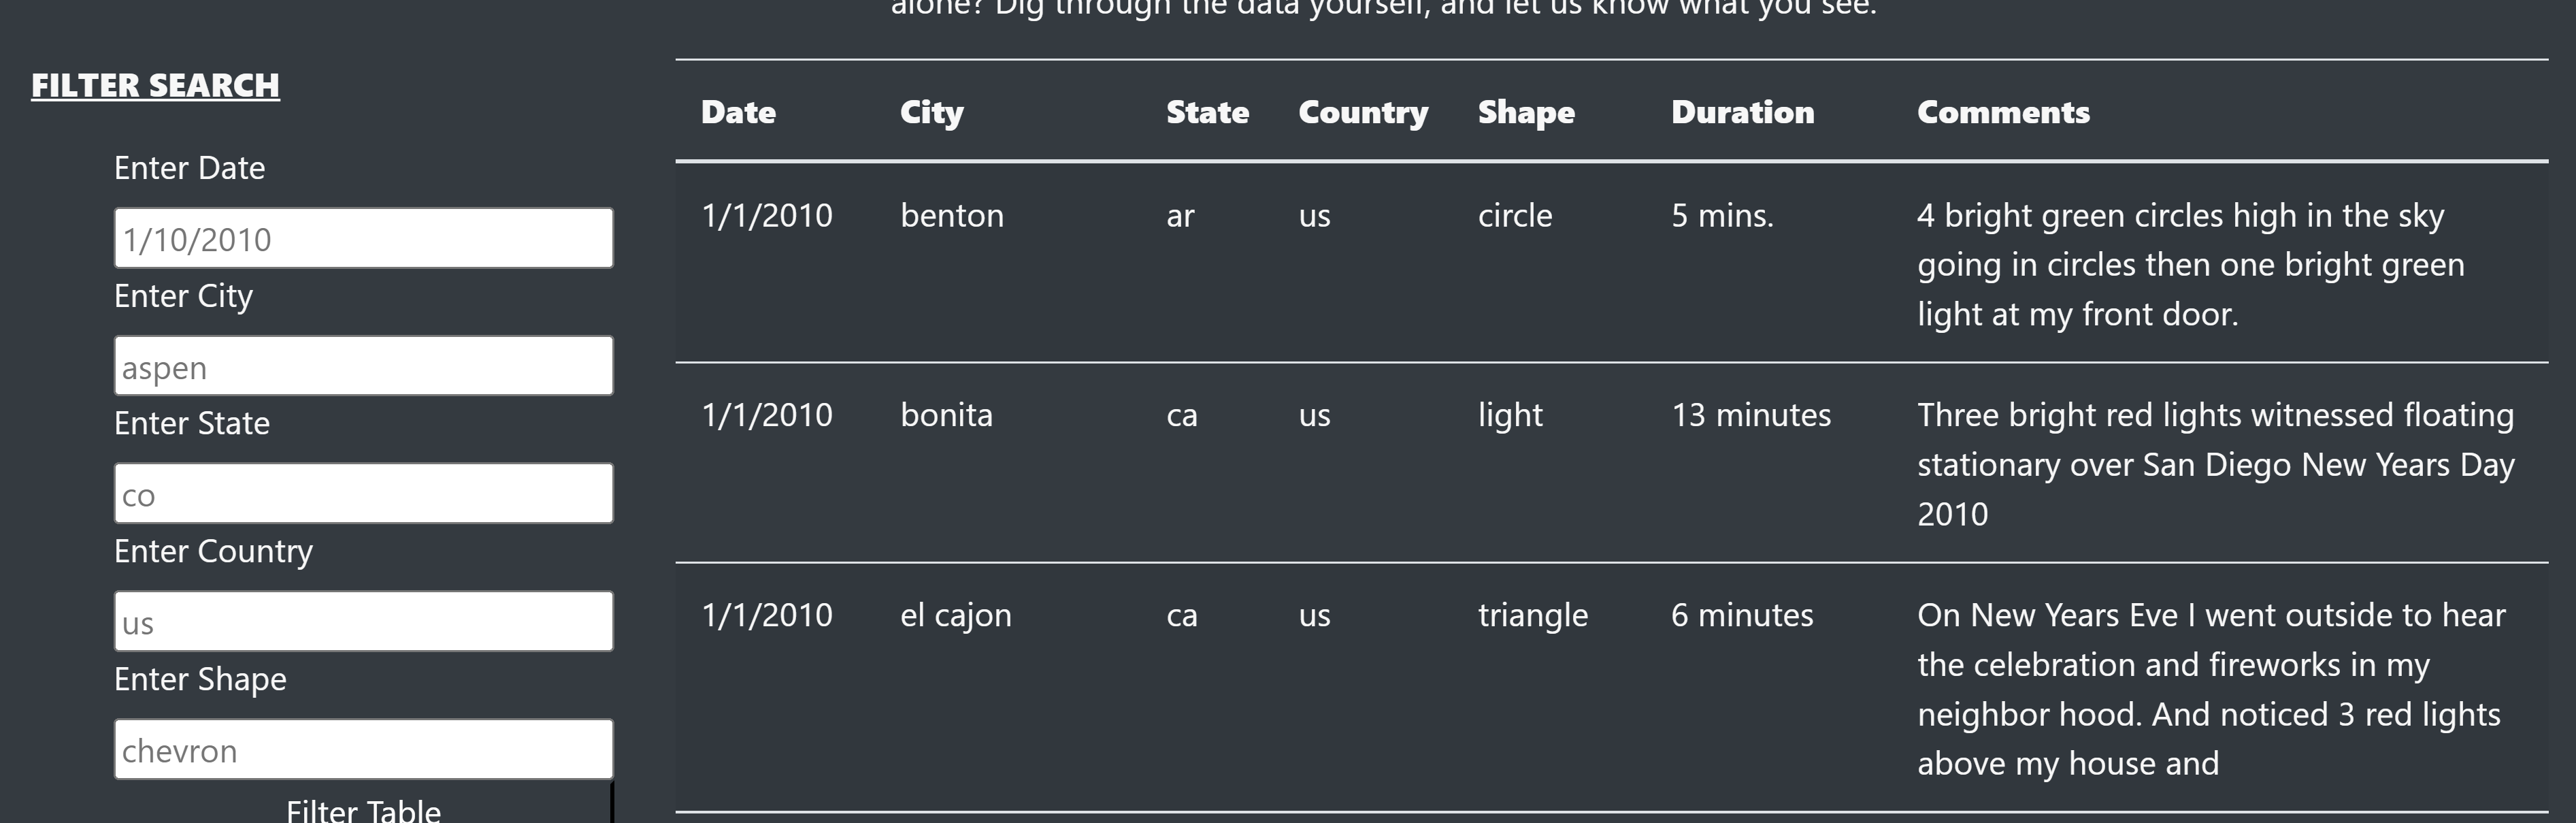 alone? Dig through the data yourself, and let us know what you see.
FILTER SEARCH
Enter Date
1/10/2010
Enter City
aspen
Enter State
co
Enter Country
us
Enter Shape
chevron
Filter Table
Date City State Country Shape Duration Comments
1/1/2010 benton ar us circle 5 mins. 4 bright green circles high in the sky
going in circles then one bright green
light at my front door.
1/1/2010 bonita ca us light 13 minutes Three bright red lights witnessed floating
stationary over San Diego New Years Day
2010
1/1/2010 el cajon ca us triangle 6 minutes On New Years Eve I went outside to hear
the celebration and fireworks in my
neighbor hood. And noticed 3 red lights
above my house and